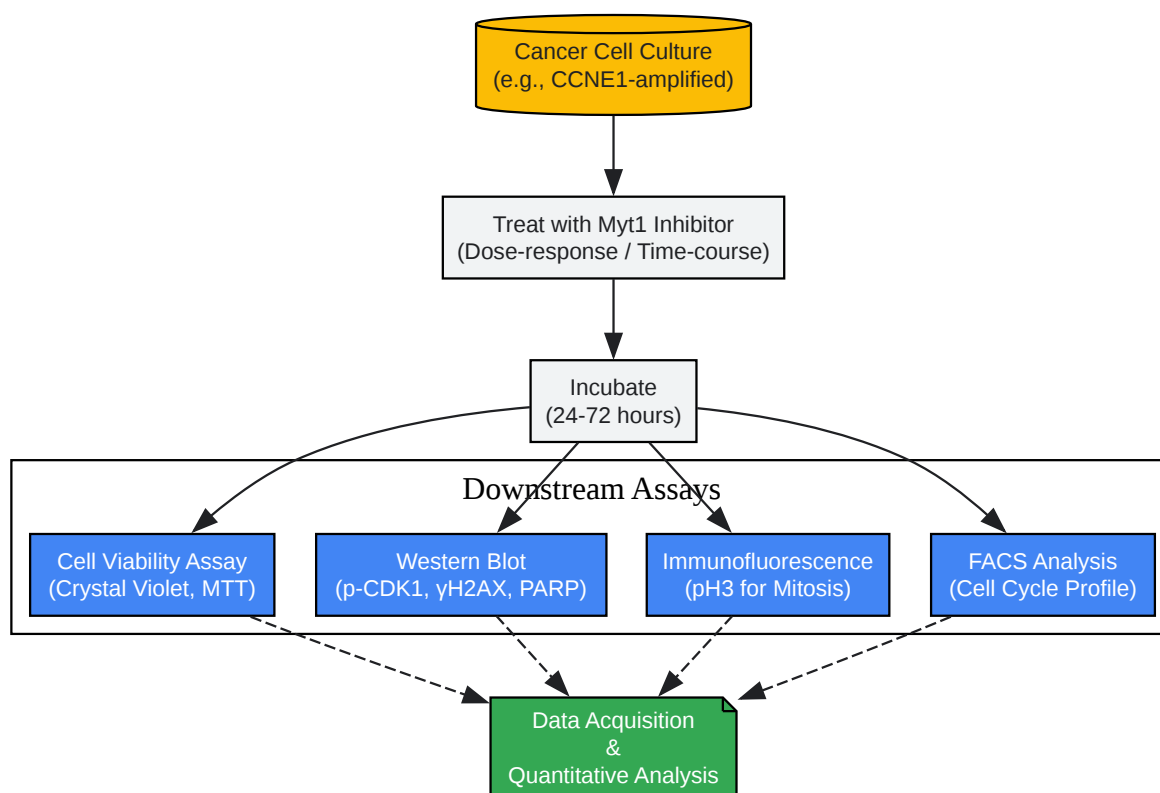 Cancer Cell Culture
(e.g., CCNE1-amplified)
Treat with Myt1 Inhibitor
(Dose-response / Time-course)
Incubate
(24-72 hours)
Downstream Assays
Cell Viability Assay
(Crystal Violet, MTT)
Western Blot
(p-CDK1, γH2AX, PARP)
Immunofluorescence
(pH3 for Mitosis)
FACS Analysis
(Cell Cycle Profile)
Data Acquisition
&
Quantitative Analysis